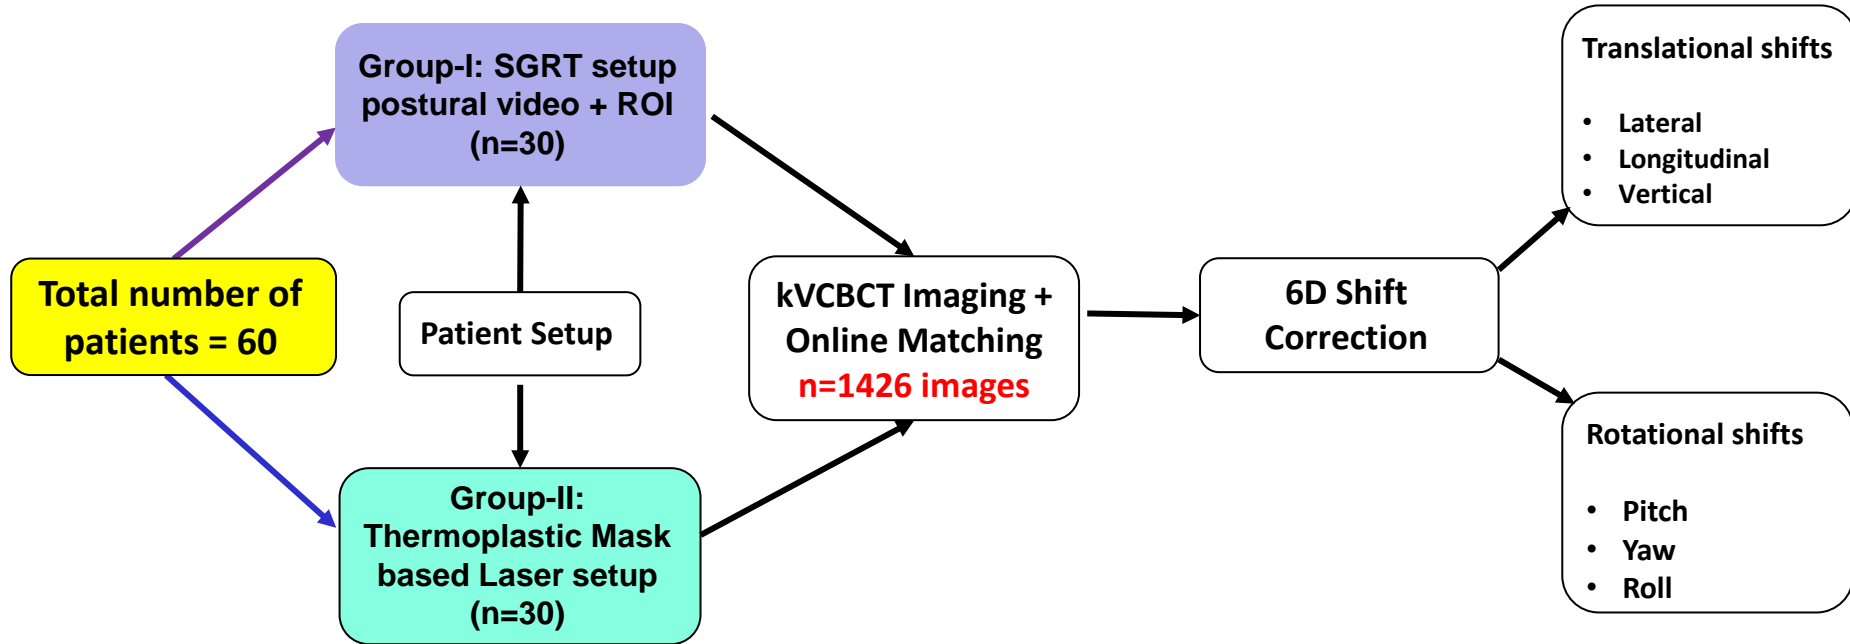 Total number of
patients = 60
Group-I: SGRT setup
postural video + ROI
(n=30)
Patient Setup
Group-II:
Thermoplastic Mask
based Laser setup
(n=30)
kVCBCT Imaging +
Online Matching
n=1426 images
6D Shift
Correction
Translational shifts
• Lateral
• Longitudinal
• Vertical
Rotational shifts
• Pitch
• Yaw
• Roll